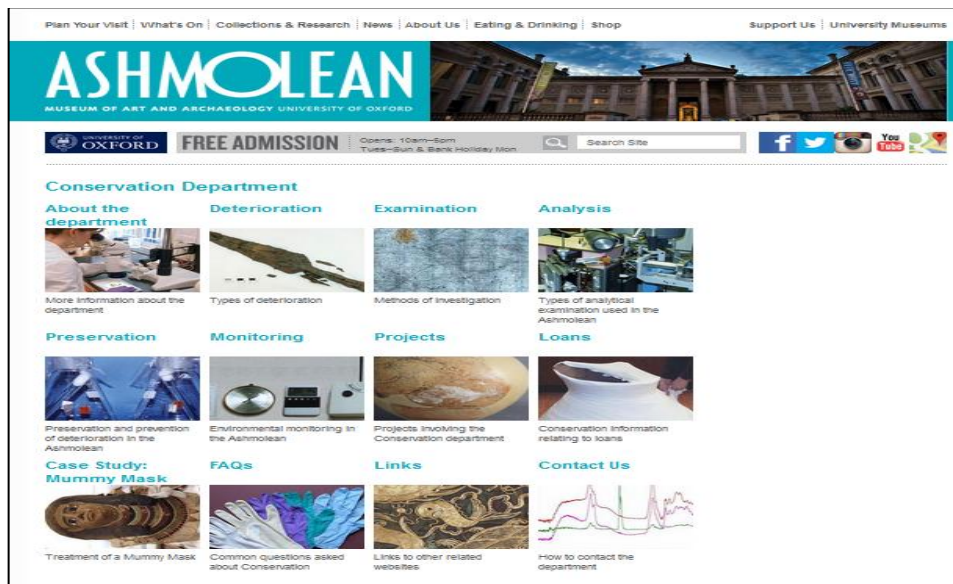 Plan Your Visit What's On Collections & Research News About Us Eating & Drinking Shop Support Us University Museums
ASHMOLEAN
MUSEUM OF ART AND ARCHAEOLOGY UNIVERSITY OF OXFORD
UNIVERSITY OF
OXFORD
FREE ADMISSION
Opens: 10am–5pm
Tues–Sun & Bank Holiday Mon
Search Site
f
You
Tube
Conservation Department
About the
department
More information about the
department
Deterioration
Types of deterioration
Examination
Methods of investigation
Analysis
Types of analytical
examination used in the
Ashmolean
Preservation
Preservation and prevention
of deterioration in the
Ashmolean
Monitoring
Environmental monitoring in
the Ashmolean
Projects
Projects involving the
Conservation department
Loans
Conservation information
relating to loans
Case Study:
Mummy Mask
Treatment of a Mummy Mask
FAQs
Common questions asked
about Conservation
Links
Links to other related
websites
Contact Us
How to contact the
department